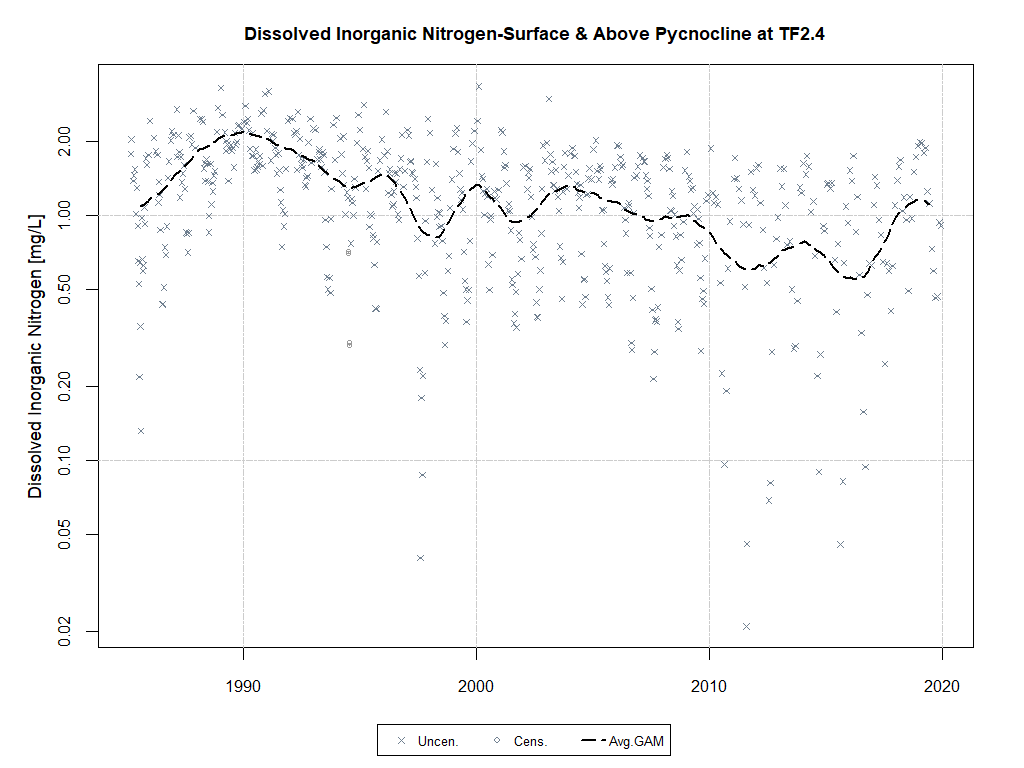 Dissolved Inorganic Nitrogen-Surface & Above Pycnocline at TF2.4
Dissolved Inorganic Nitrogen [mg/L]
2.00
1.00
0.50
0.20
0.10
0.05
0.02
1990 2000 2010 2020
Uncen. Cens. Avg.GAM